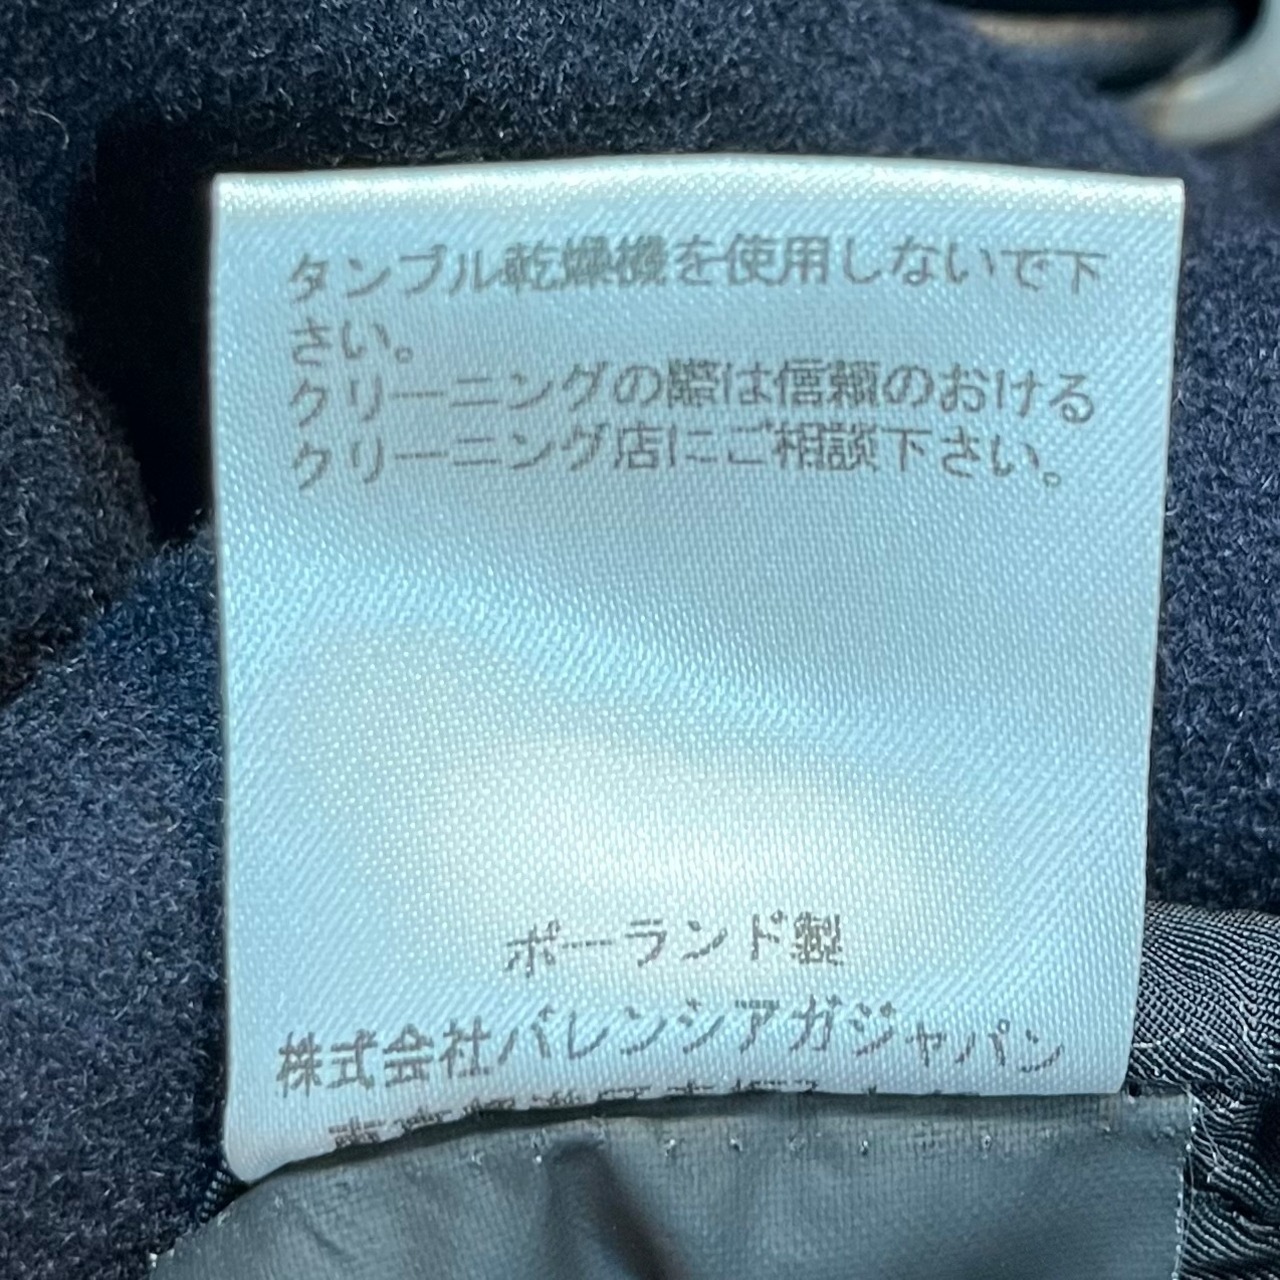 タンブル乾燥機を使用しないで下
さい。
クリーニングの際は信頼のおける
クリーニング店にご相談下さい。
ポーランド製
株式会社バレンシアガジャパン